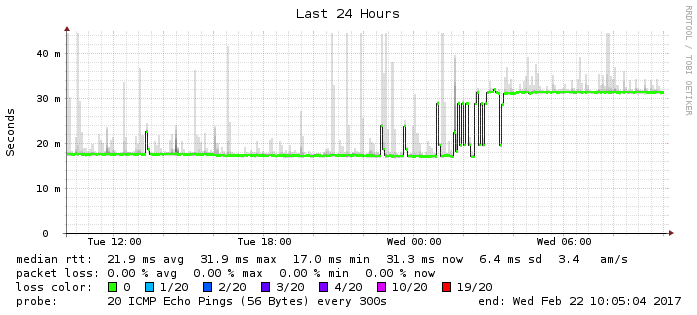 Last 24 Hours
RRDTOOL / TOBI OETIKER
Seconds
40 m
30 m
20 m
10 m
0
Tue 12:00 Tue 18:00 Wed 00:00 Wed 06:00
median rtt: 21.9 ms avg 31.9 ms max 17.0 ms min 31.3 ms now 6.4 ms sd 3.4 am/s
packet loss: 0.00 % avg 0.00 % max 0.00 % min 0.00 % now
loss color: 0 1/20 2/20 3/20 4/20 10/20 19/20
probe: 20 ICMP Echo Pings (56 Bytes) every 300s end: Wed Feb 22 10:05:04 2017